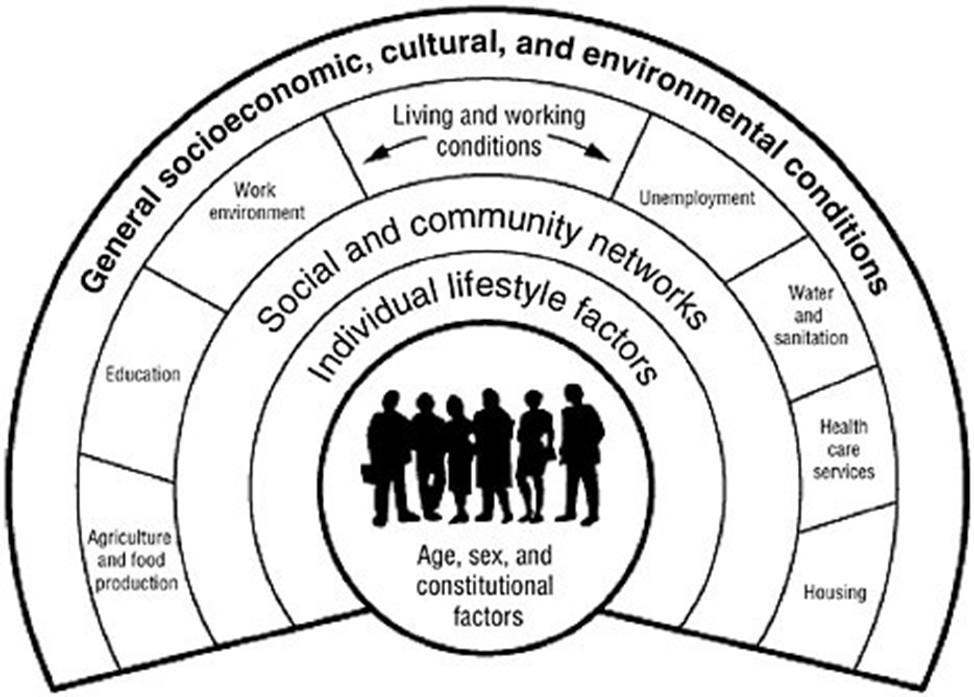 General socioeconomic, cultural, and environmental conditions
Living and working
conditions
Work
environment
Unemployment
Social and community networks
Individual lifestyle factors
Education
Water
and
sanitation
Agriculture
and food
production
Health
care
services
Housing
Age, sex, and
constitutional
factors